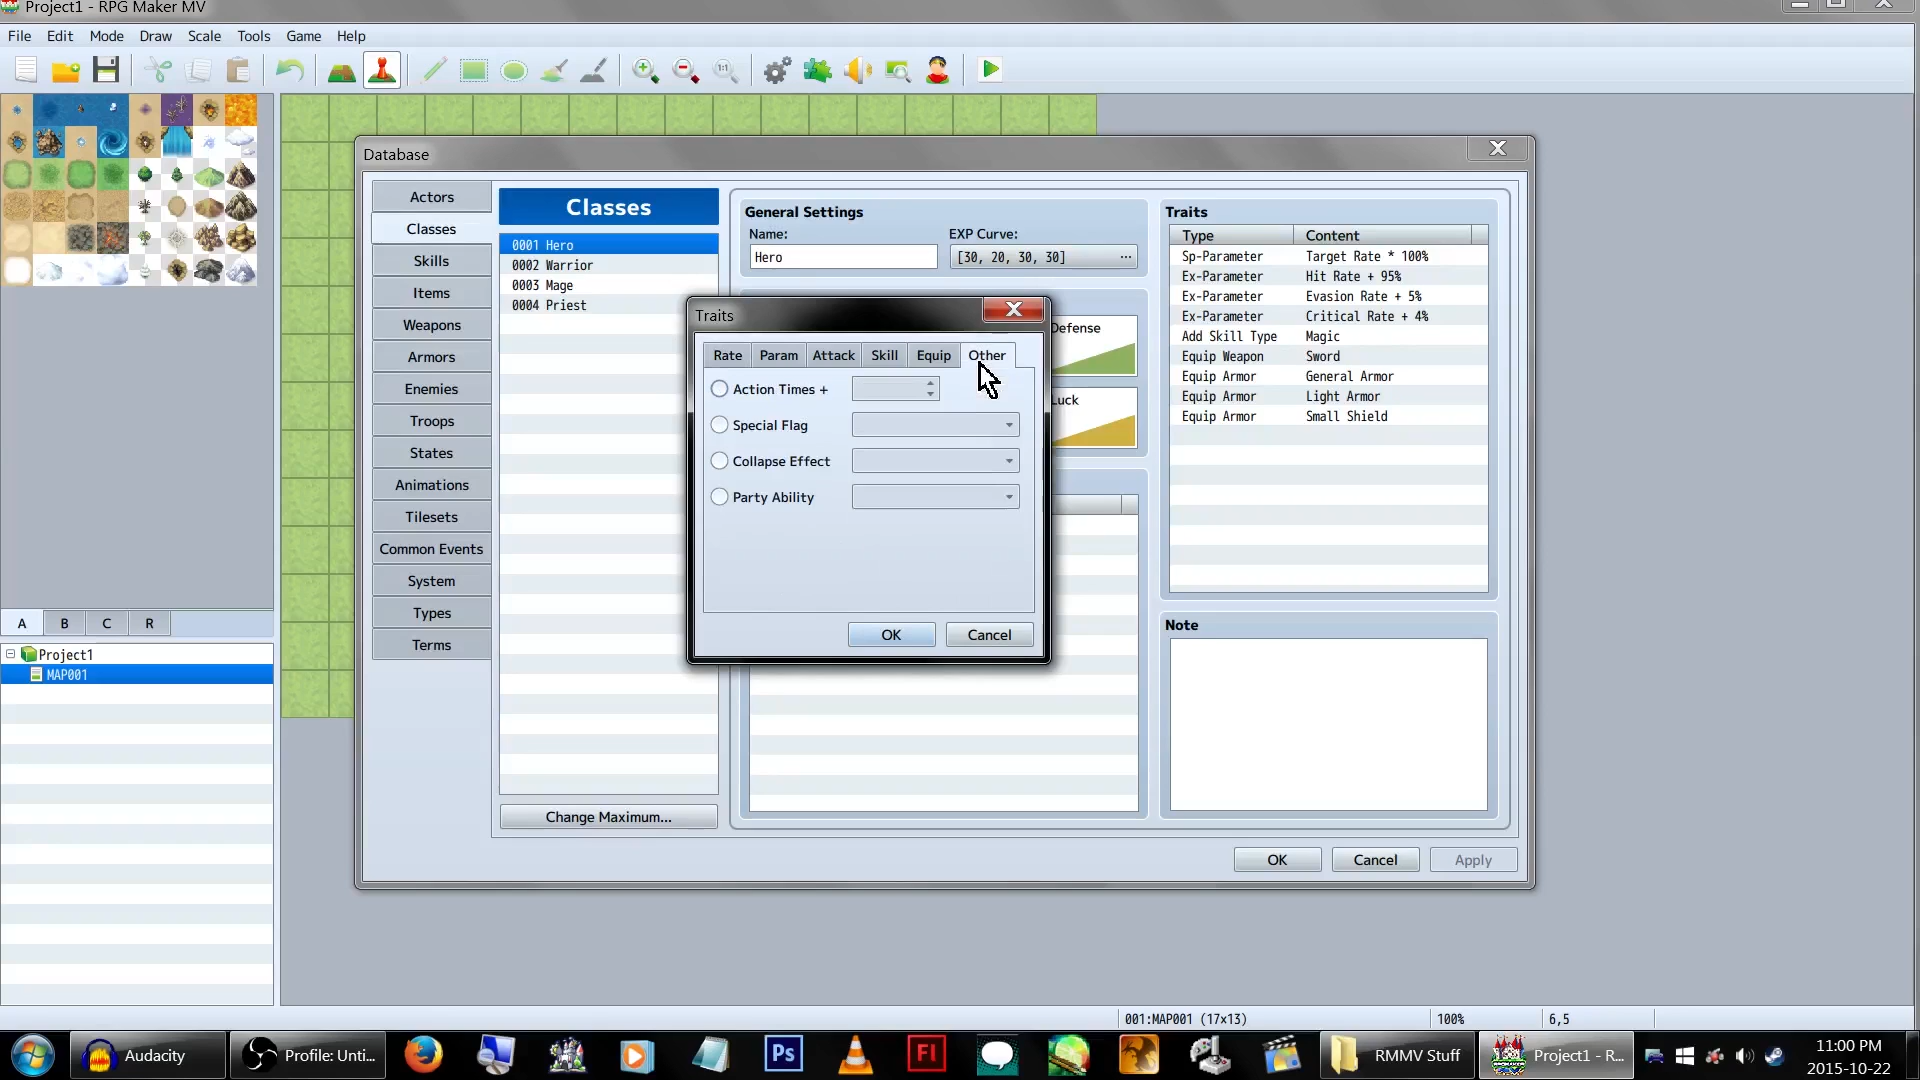 Project1 - RPG Maker MV
File Edit Mode Draw Scale Tools Game Help
1:1
Database
Actors
Classes
Skills
Items
Weapons
Armors
Enemies
Troops
States
Animations
Tilesets
Common Events
System
Types
Terms
Classes
0001 Hero
0002 Warrior
0003 Mage
0004 Priest
Change Maximum...
General Settings
Name:
Hero
EXP Curve:
[30, 20, 30, 30] ...
Defense
Luck
Traits
Rate Param Attack Skill Equip Other
Action Times +
Special Flag
Collapse Effect
Party Ability
OK Cancel
Traits
Type Content
Sp-Parameter Target Rate * 100%
Ex-Parameter Hit Rate + 95%
Ex-Parameter Evasion Rate + 5%
Ex-Parameter Critical Rate + 4%
Add Skill Type Magic
Equip Weapon Sword
Equip Armor General Armor
Equip Armor Light Armor
Equip Armor Small Shield
Note
OK Cancel Apply
A B C R
Project1
MAP001
001:MAP001 (17x13) 100% 6,5
Audacity
Profile: Unti...
Ps
Fl
RMMV Stuff
Project1 - R...
11:00 PM
2015-10-22